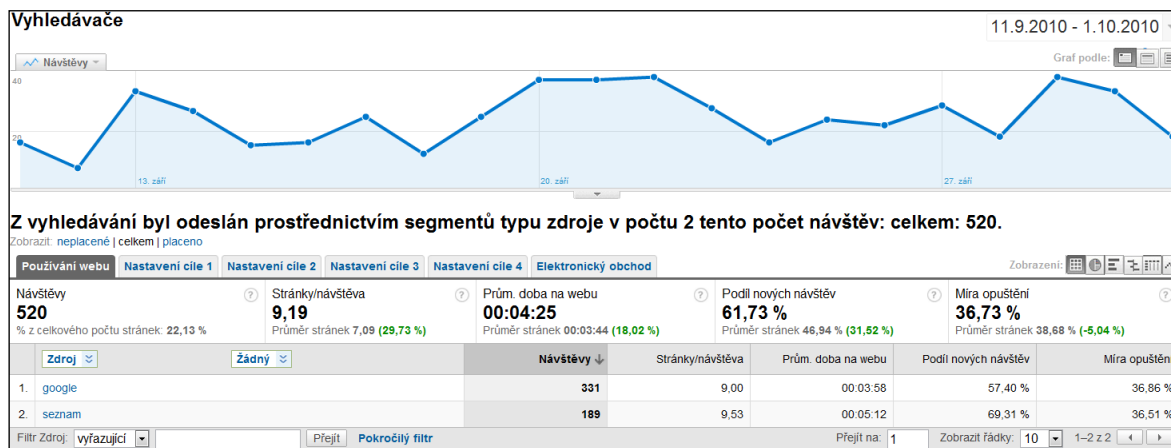 Vyhledávače
11.9.2010 - 1.10.2010
Návštěvy
Graf podle:
40
20
13. září
20. září
27. září
Z vyhledávání byl odeslán prostřednictvím segmentů typu zdroje v počtu 2 tento počet návštěv: celkem: 520.
Zobrazit: neplacené | celkem | placeno
Používání webu Nastavení cíle 1 Nastavení cíle 2 Nastavení cíle 3 Nastavení cíle 4 Elektronický obchod Zobrazení:
Návštěvy ? Stránky/návštěva ? Prům. doba na webu ? Podíl nových návštěv ? Míra opuštění ?
520 9,19 00:04:25 61,73 % 36,73 %
% z celkového počtu stránek: 22,13 % Průměr stránek 7,09 (29,73 %) Průměr stránek 00:03:44 (18,02 %) Průměr stránek 46,94 % (31,52 %) Průměr stránek 38,68 % (-5,04 %)
Zdroj Žádný Návštěvy Stránky/návštěva Prům. doba na webu Podíl nových návštěv Míra opuštění
1. google 331 9,00 00:03:58 57,40 % 36,86 %
2. seznam 189 9,53 00:05:12 69,31 % 36,51 %
Filtr Zdroj: vyřazující Přejít Pokročilý filtr Přejít na: 1 Zobrazit řádky: 10 1–2 z 2